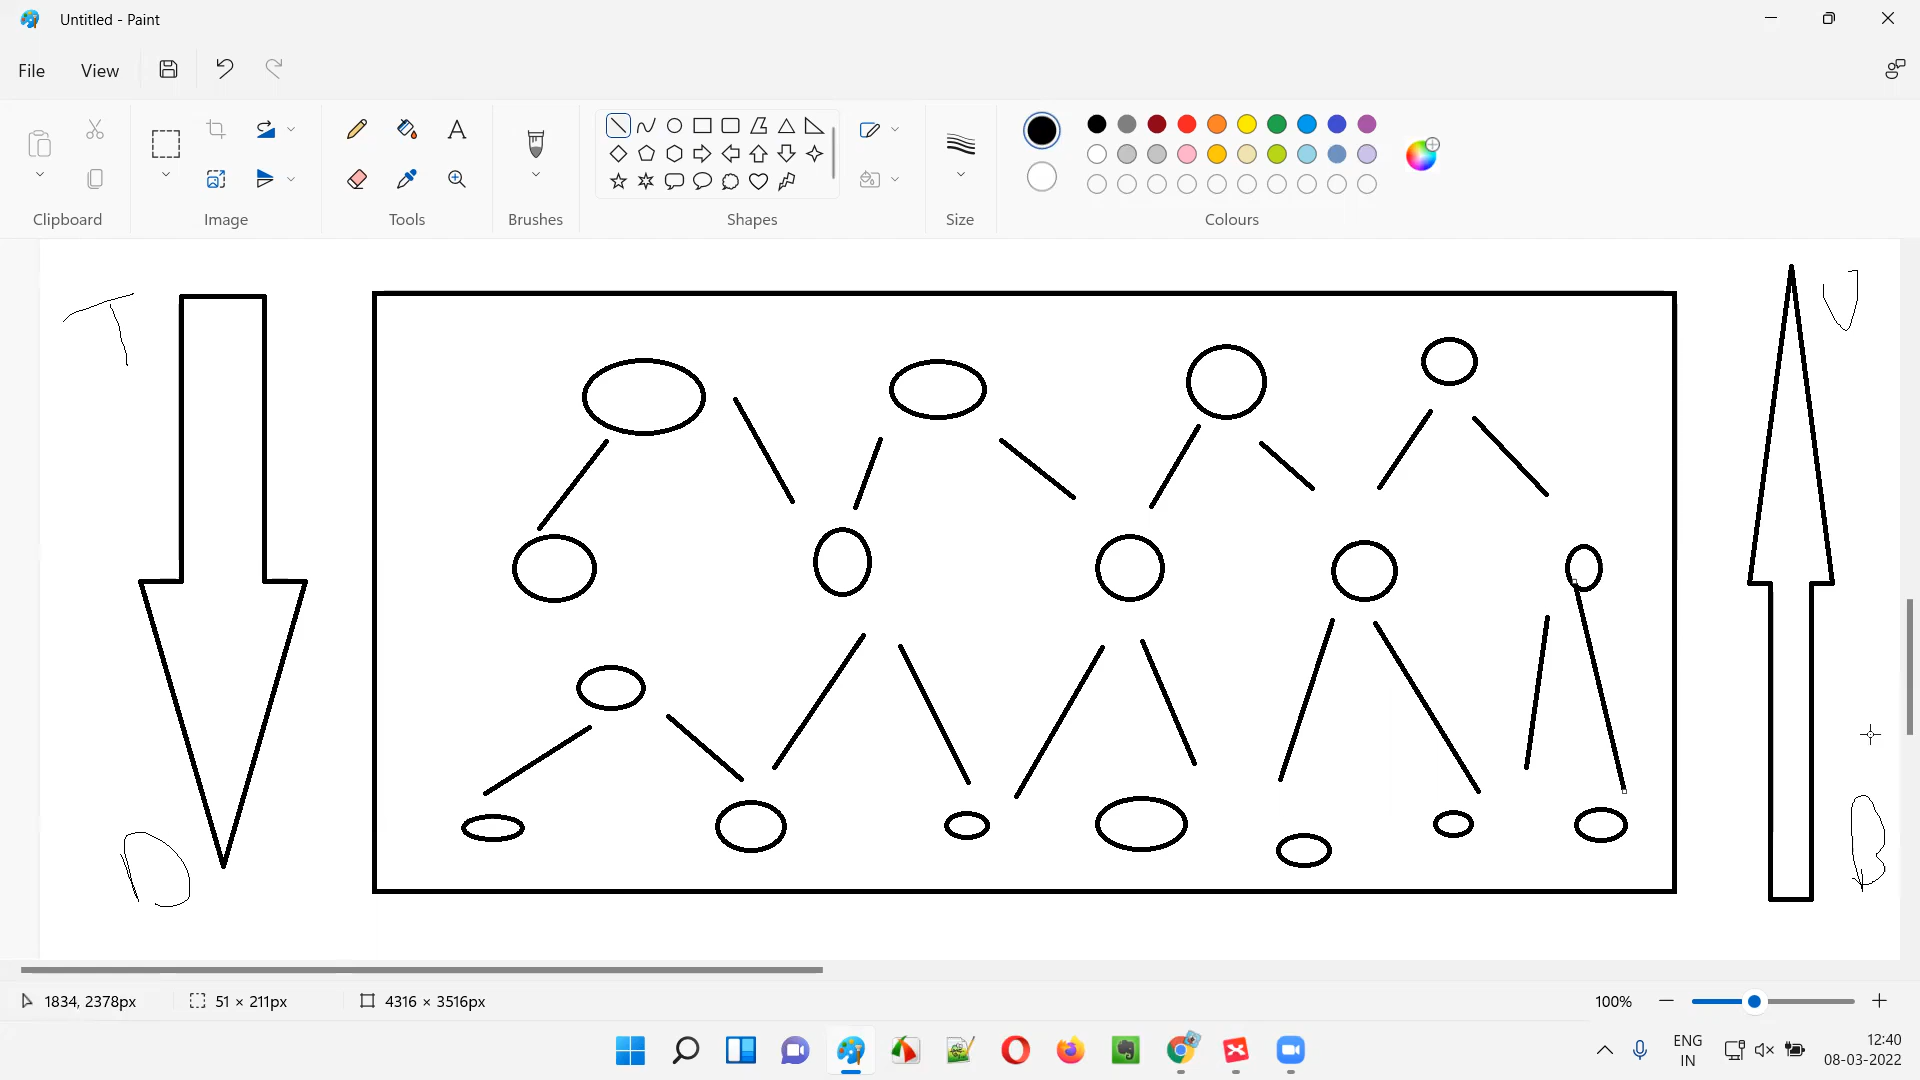 Untitled - Paint
File View
Clipboard Image Tools Brushes Shapes Size Colours
T
U
D
B
1834, 2378px 51 × 211px 4316 × 3516px 100%
ENG
IN
12:40
08-03-2022